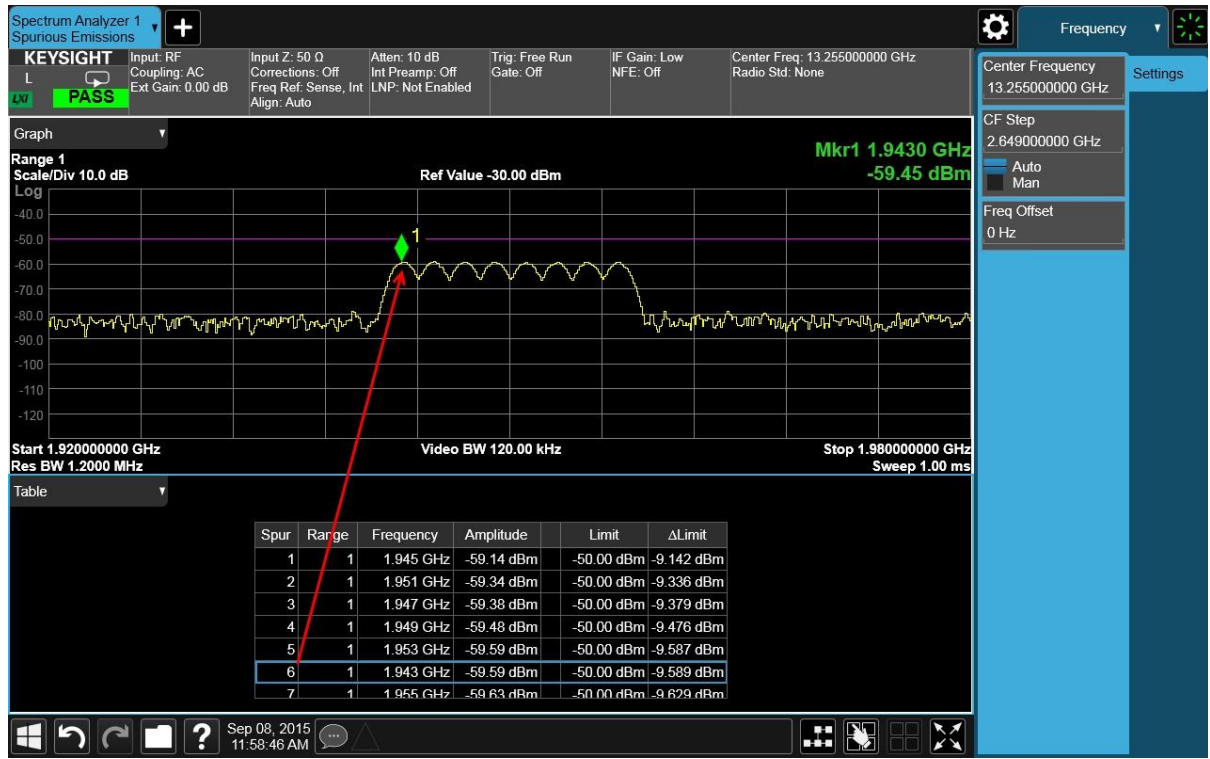 Spectrum Analyzer 1
Spurious Emissions
Frequency
KEYSIGHT
L
LXI
PASS
Input: RF
Coupling: AC
Ext Gain: 0.00 dB
Input Z: 50 Ω
Corrections: Off
Freq Ref: Sense, Int
Align: Auto
Atten: 10 dB
Int Preamp: Off
LNP: Not Enabled
Trig: Free Run
Gate: Off
IF Gain: Low
NFE: Off
Center Freq: 13.255000000 GHz
Radio Std: None
Center Frequency
13.255000000 GHz
Settings
CF Step
2.649000000 GHz
Auto
Man
Freq Offset
0 Hz
Graph
Range 1
Scale/Div 10.0 dB
Ref Value -30.00 dBm
Mkr1 1.9430 GHz
-59.45 dBm
Log
-40.0
-50.0
-60.0
-70.0
-80.0
-90.0
-100
-110
-120
1
Start 1.920000000 GHz
Video BW 120.00 kHz
Stop 1.980000000 GHz
Res BW 1.2000 MHz
Sweep 1.00 ms
Table
Spur Range Frequency Amplitude Limit ΔLimit
1 1 1.945 GHz -59.14 dBm -50.00 dBm -9.142 dBm
2 1 1.951 GHz -59.34 dBm -50.00 dBm -9.336 dBm
3 1 1.947 GHz -59.38 dBm -50.00 dBm -9.379 dBm
4 1 1.949 GHz -59.48 dBm -50.00 dBm -9.476 dBm
5 1 1.953 GHz -59.59 dBm -50.00 dBm -9.587 dBm
6 1 1.943 GHz -59.59 dBm -50.00 dBm -9.589 dBm
7 1 1.955 GHz -59.63 dBm -50.00 dBm -9.629 dBm
?
Sep 08, 2015
11:58:46 AM